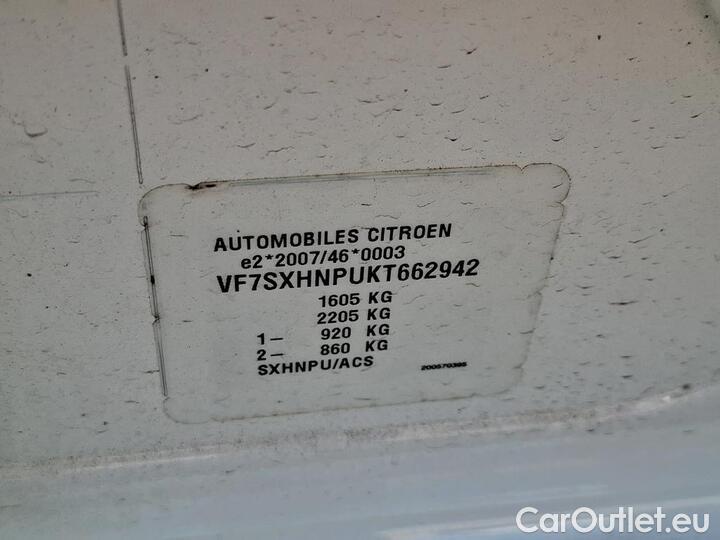 AUTOMOBILES CITROEN
e2*2007/46*0003
VF7SXHNPUKT662942
1605 KG
2205 KG
1- 920 KG
2- 860 KG
SXHNPU/ACS 200570395
CarOutlet.eu